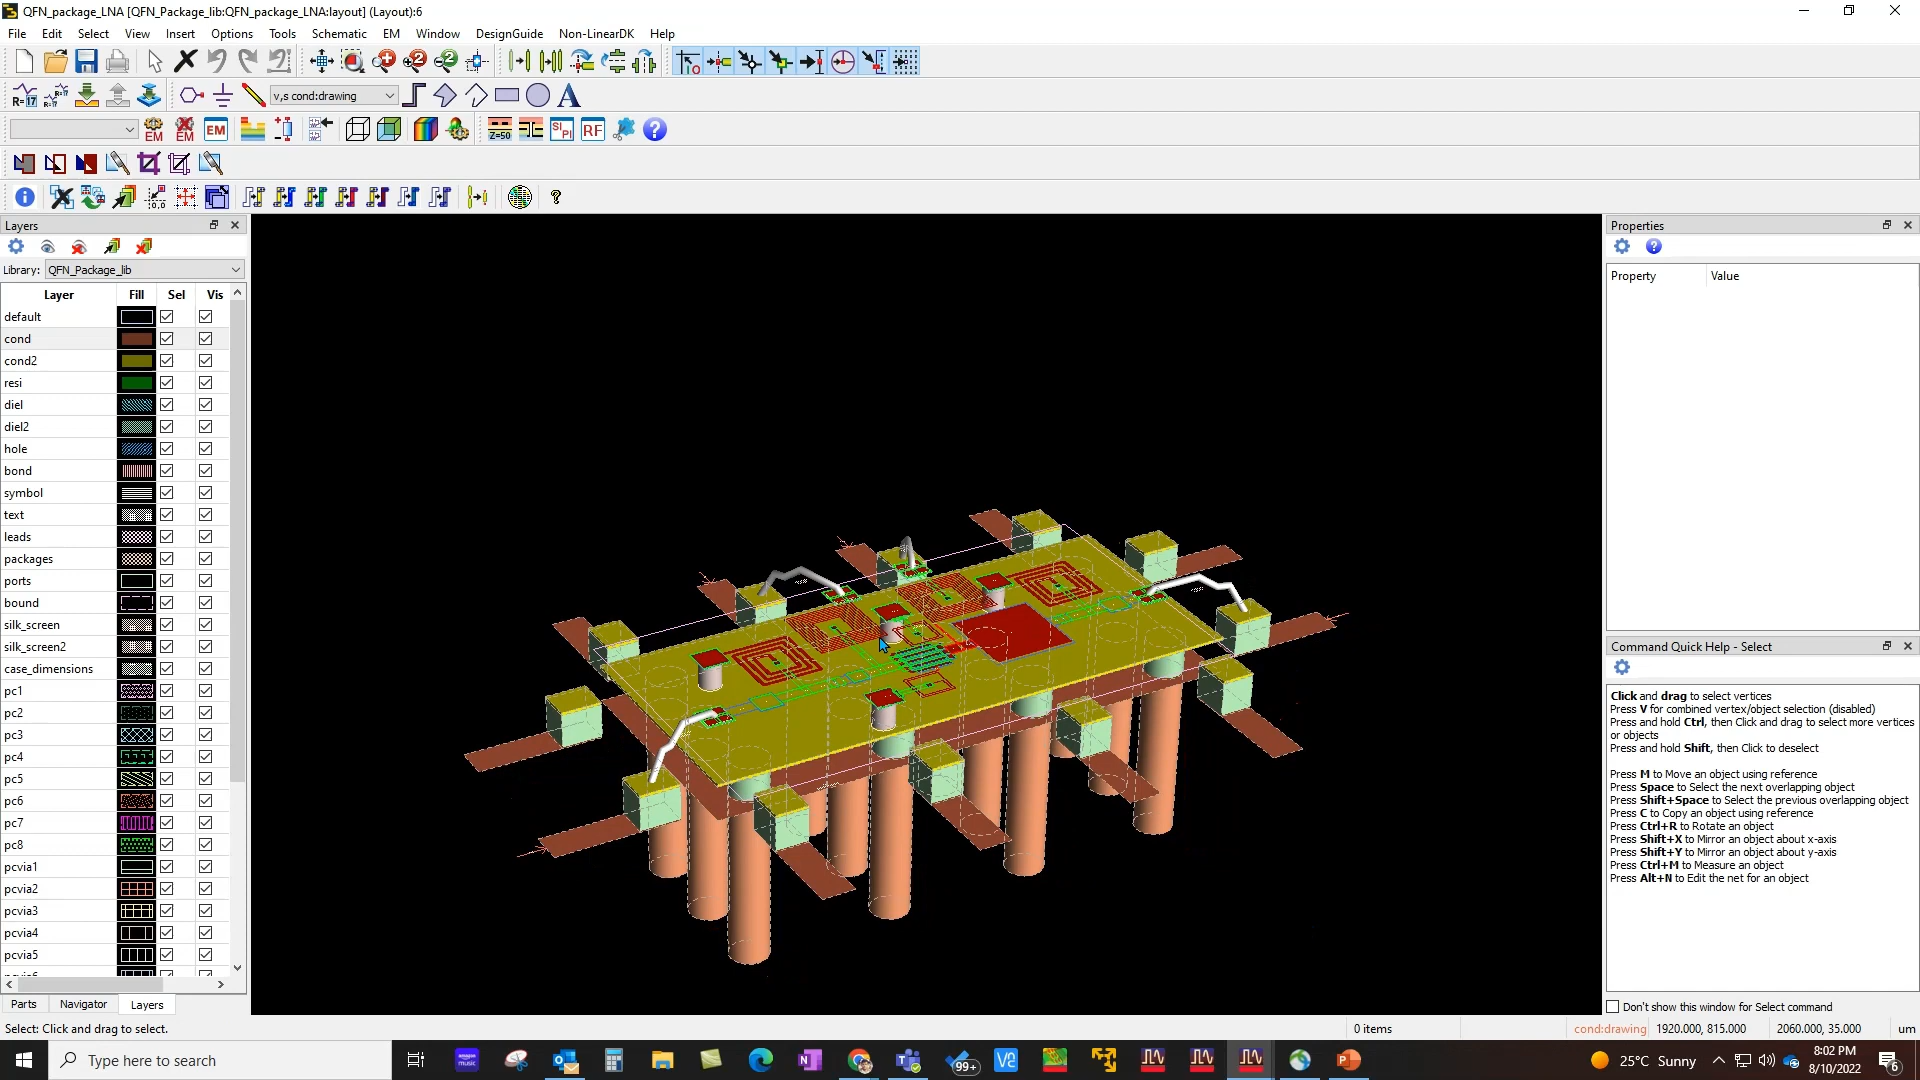 QFN_package_LNA [QFN_Package_lib:QFN_package_LNA:layout] (Layout):6
File Edit Select View Insert Options Tools Schematic EM Window DesignGuide Non-LinearDK Help
v,s cond:drawing
EM EM EM Z=50 SI PI RF ?
Layers
Library: QFN_Package_lib
Layer Fill Sel Vis
default
cond
cond2
resi
diel
diel2
hole
bond
symbol
text
leads
packages
ports
bound
silk_screen
silk_screen2
case_dimensions
pc1
pc2
pc3
pc4
pc5
pc6
pc7
pc8
pcvia1
pcvia2
pcvia3
pcvia4
pcvia5
Parts Navigator Layers
Properties
Property Value
Command Quick Help - Select
Click and drag to select vertices
Press V for combined vertex/object selection (disabled)
Press and hold Ctrl, then Click and drag to select more vertices
or objects
Press and hold Shift, then Click to deselect
Press M to Move an object using reference
Press Space to Select the next overlapping object
Press Shift+Space to Select the previous overlapping object
Press C to Copy an object using reference
Press Ctrl+R to Rotate an object
Press Shift+X to Mirror an object about x-axis
Press Shift+Y to Mirror an object about y-axis
Press Ctrl+M to Measure an object
Press Alt+N to Edit the net for an object
Don't show this window for Select command
Select: Click and drag to select. 0 items cond:drawing 1920.000, 815.000 2060.000, 35.000 um
Type here to search
99+
25°C Sunny
8:02 PM
8/10/2022
6